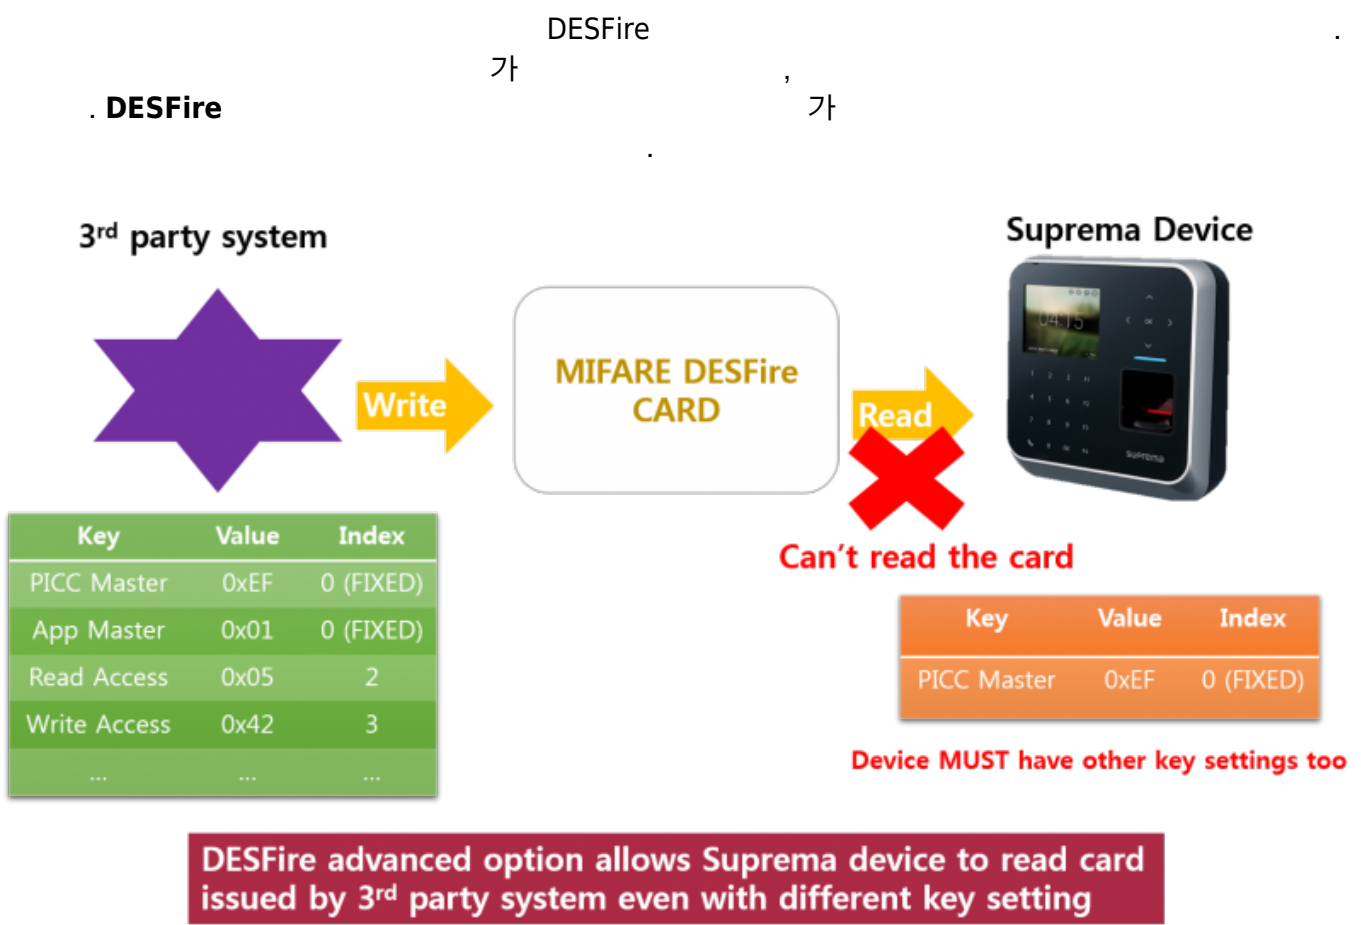 DESFire .
가 ,
. DESFire 가
.
3rd party system
Suprema Device
04:15
Write
MIFARE DESFire
CARD
Read
suprema
Can't read the card
Key Value Index
PICC Master 0xEF 0 (FIXED)
App Master 0x01 0 (FIXED)
Read Access 0x05 2
Write Access 0x42 3
... ... ...
Key Value Index
PICC Master 0xEF 0 (FIXED)
Device MUST have other key settings too
DESFire advanced option allows Suprema device to read card
issued by 3rd party system even with different key setting